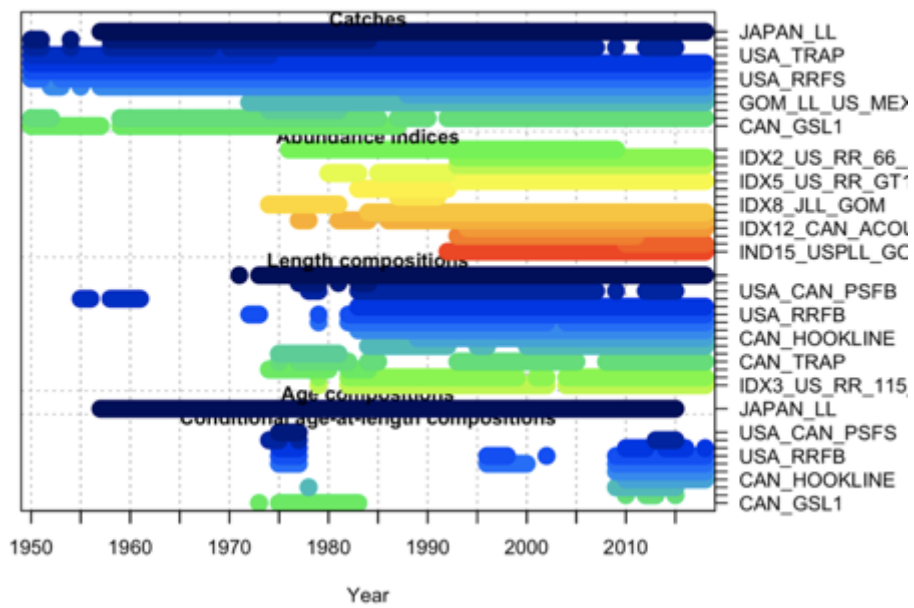 Catches
JAPAN_LL
USA_TRAP
USA_RRFS
GOM_LL_US_MEX
CAN_GSL1
Abundance indices
IDX2_US_RR_66_
IDX5_US_RR_GT1
IDX8_JLL_GOM
IDX12_CAN_ACOU
IND15_USPLL_GO
Length compositions
USA_CAN_PSFB
USA_RRFB
CAN_HOOKLINE
CAN_TRAP
IDX3_US_RR_115_
Age compositions
JAPAN_LL
Conditional age-at-length compositions
USA_CAN_PSFS
USA_RRFB
CAN_HOOKLINE
CAN_GSL1
1950 1960 1970 1980 1990 2000 2010
Year